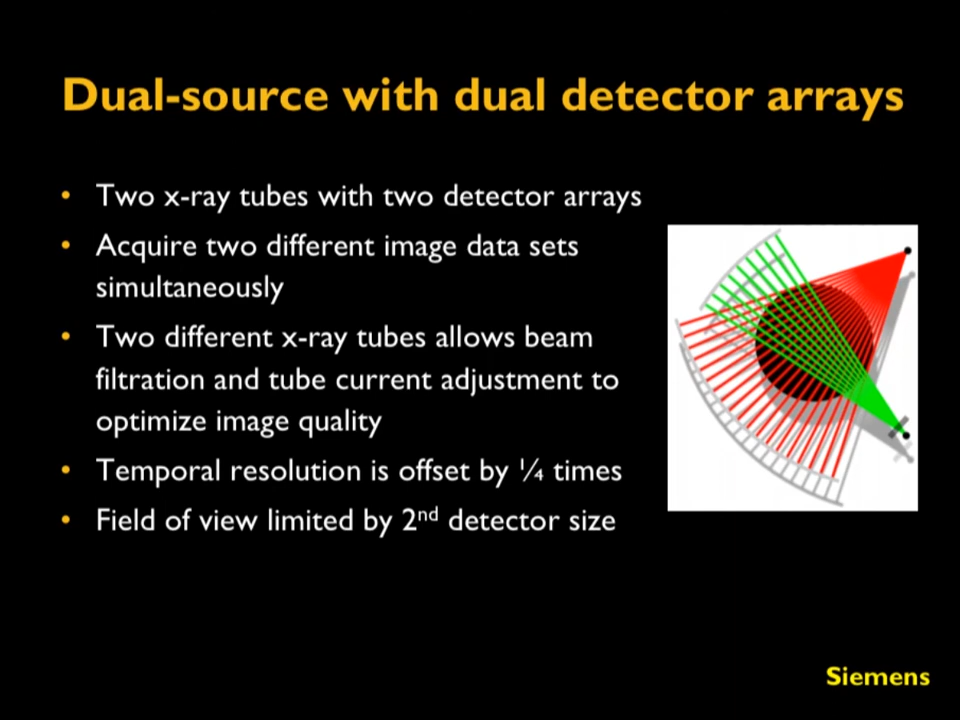 Dual-source with dual detector arrays
• Two x-ray tubes with two detector arrays
• Acquire two different image data sets
simultaneously
• Two different x-ray tubes allows beam
filtration and tube current adjustment to
optimize image quality
• Temporal resolution is offset by ¼ times
• Field of view limited by 2nd detector size
Siemens